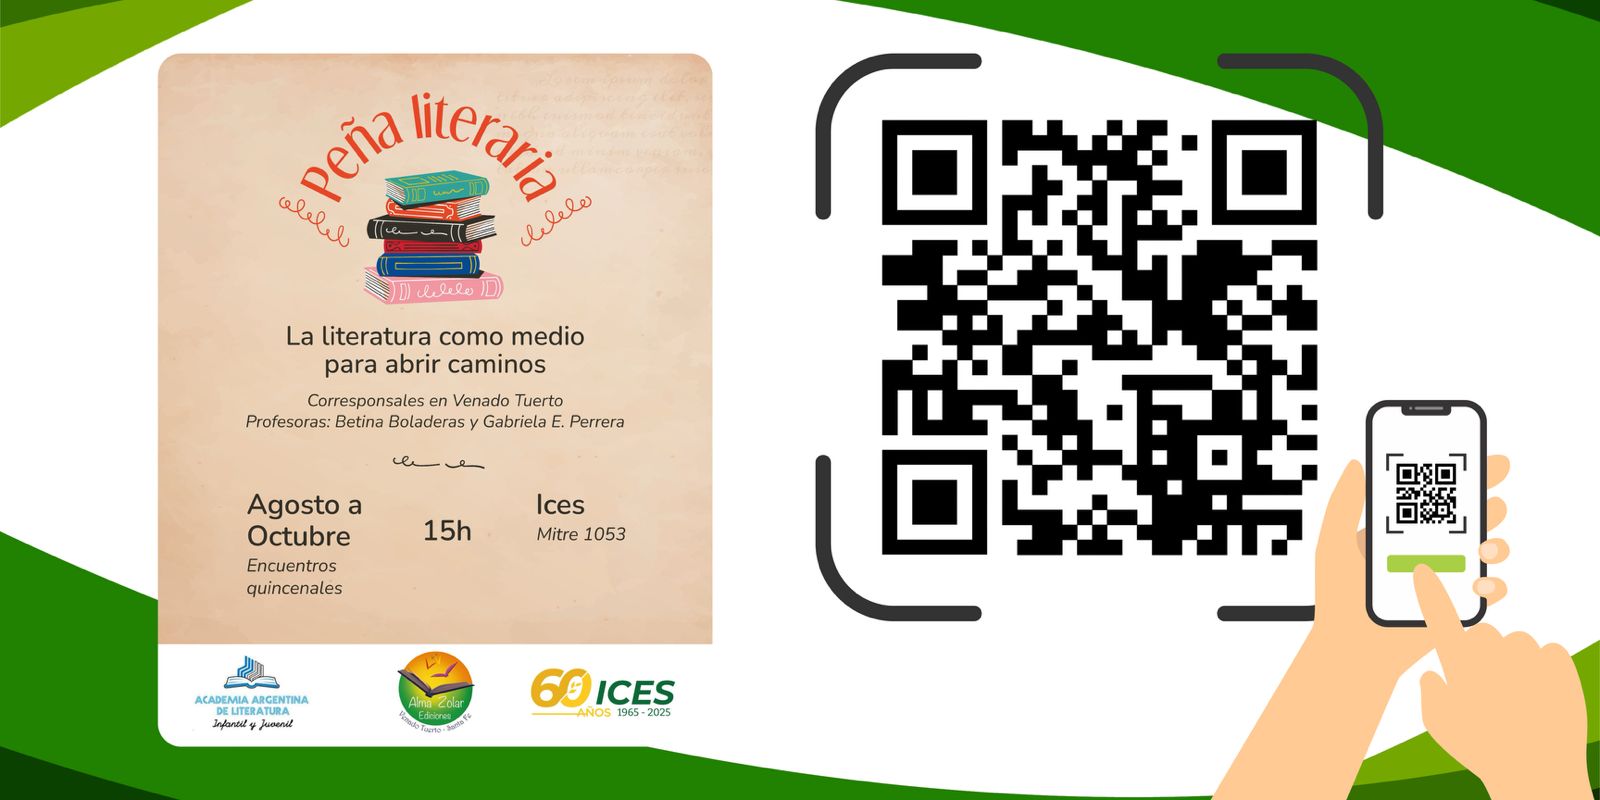 Peña literaria
La literatura como medio
para abrir caminos
Corresponsales en Venado Tuerto
Profesoras: Betina Boladeras y Gabriela E. Perrera
Agosto a
Octubre
Encuentros
quincenales
15h
Ices
Mitre 1053
ACADEMIA ARGENTINA
DE LITERATURA
Infantil y Juvenil
Alma Zolar
Ediciones
Venado Tuerto - Santa Fe
60 ICES
AÑOS 1965 - 2025